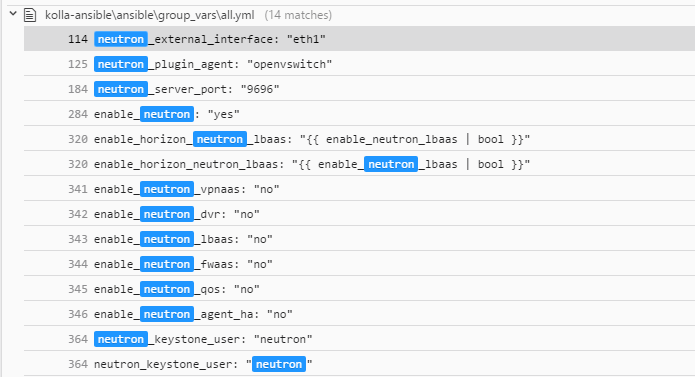 kolla-ansible\ansible\group_vars\all.yml (14 matches)
114 neutron_external_interface: "eth1"
125 neutron_plugin_agent: "openvswitch"
184 neutron_server_port: "9696"
284 enable_neutron: "yes"
320 enable_horizon_neutron_lbaas: "{{ enable_neutron_lbaas | bool }}"
320 enable_horizon_neutron_lbaas: "{{ enable_neutron_lbaas | bool }}"
341 enable_neutron_vpnaas: "no"
342 enable_neutron_dvr: "no"
343 enable_neutron_lbaas: "no"
344 enable_neutron_fwaas: "no"
345 enable_neutron_qos: "no"
346 enable_neutron_agent_ha: "no"
364 neutron_keystone_user: "neutron"
364 neutron_keystone_user: "neutron"